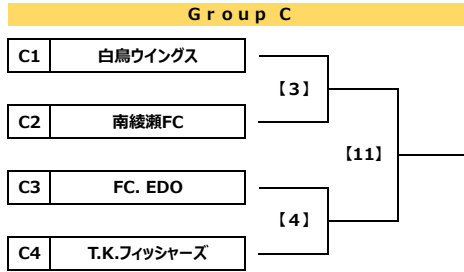 Group C
C1 白鳥ウイングス
【3】
C2 南綾瀬FC
【11】
C3 FC. EDO
【4】
C4 T.K.フィッシャーズ